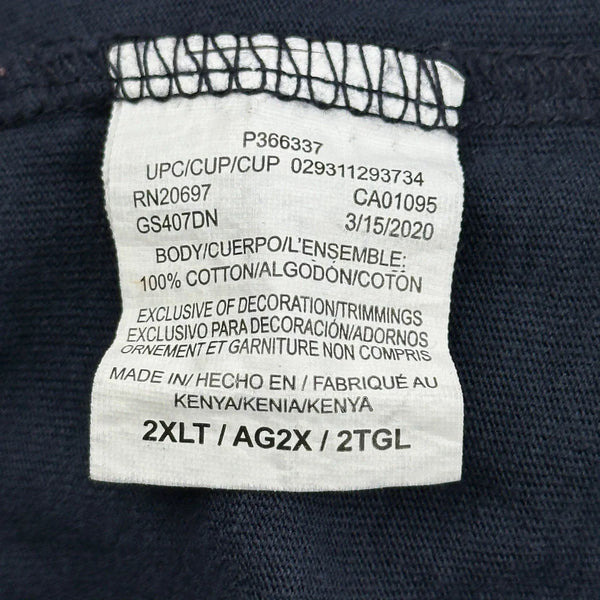 P366337
UPC/CUP/CUP 029311293734
RN20697 CA01095
GS407DN 3/15/2020
BODY/CUERPO/L'ENSEMBLE:
100% COTTON/ALGODÓN/COTÓN
EXCLUSIVE OF DECORATION/TRIMMINGS
EXCLUSIVO PARA DECORACIÓN/ADORNOS
ORNEMENT ET GARNITURE NON COMPRIS
MADE IN/ HECHO EN / FABRIQUÉ AU
KENYA/KENIA/KENYA
2XLT / AG2X / 2TGL